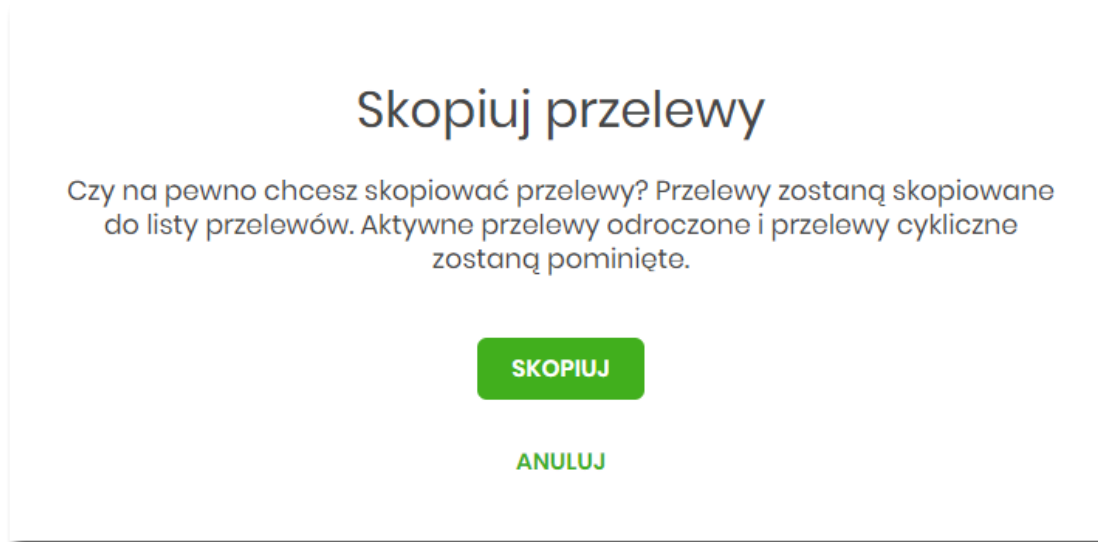 Skopiuj przelewy
Czy na pewno chcesz skopiować przelewy? Przelewy zostaną skopiowane
do listy przelewów. Aktywne przelewy odroczone i przelewy cykliczne
zostaną pominięte.
SKOPIUJ
ANULUJ